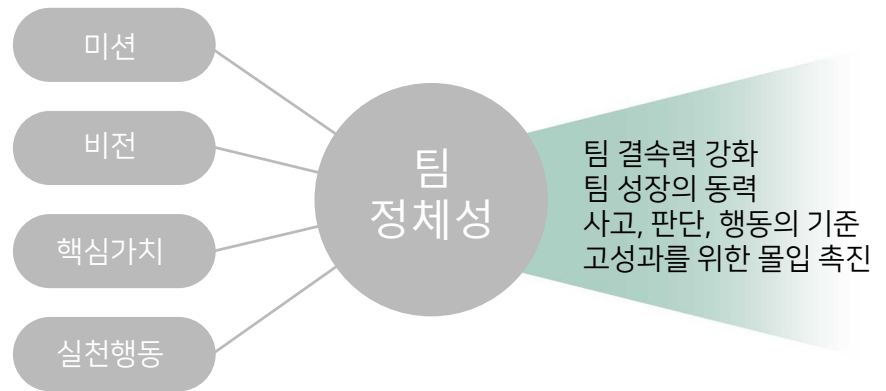 미션
비전
핵심가치
실천행동
팀
정체성
팀 결속력 강화
팀 성장의 동력
사고, 판단, 행동의 기준
고성과를 위한 몰입 촉진